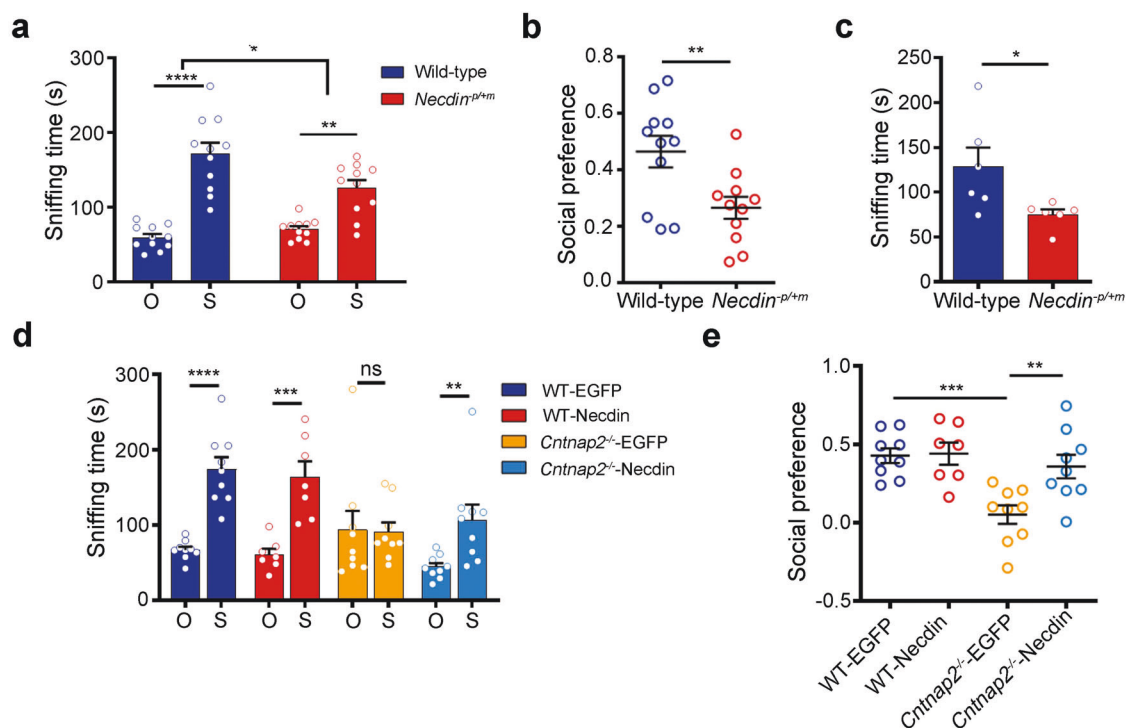 a
Sniffing time (s)
300
200
100
0
****
*
**
O
S
O
S
Wild-type
Necdin-p/+m
b
Social preference
0.8
0.6
0.4
0.2
0.0
**
Wild-type
Necdin-p/+m
c
Sniffing time (s)
250
200
150
100
50
0
*
Wild-type
Necdin-p/+m
d
Sniffing time (s)
300
200
100
0
****
***
ns
**
O
S
O
S
O
S
O
S
WT-EGFP
WT-Necdin
Cntnap2-/--EGFP
Cntnap2-/--Necdin
e
Social preference
1.0
0.5
0.0
-0.5
***
**
WT-EGFP
WT-Necdin
Cntnap2-/--EGFP
Cntnap2-/--Necdin